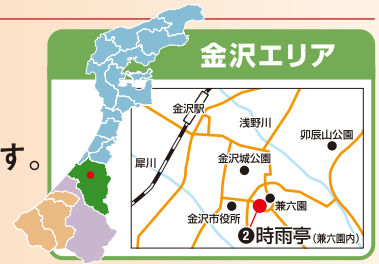 金沢エリア
す。
金沢駅
浅野川
卯辰山公園
犀川
金沢城公園
兼六園
金沢市役所
❷時雨亭(兼六園内)